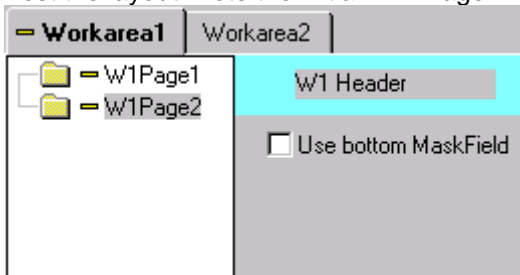 Workarea1 Workarea2
W1Page1
W1Page2
W1 Header
Use bottom MaskField